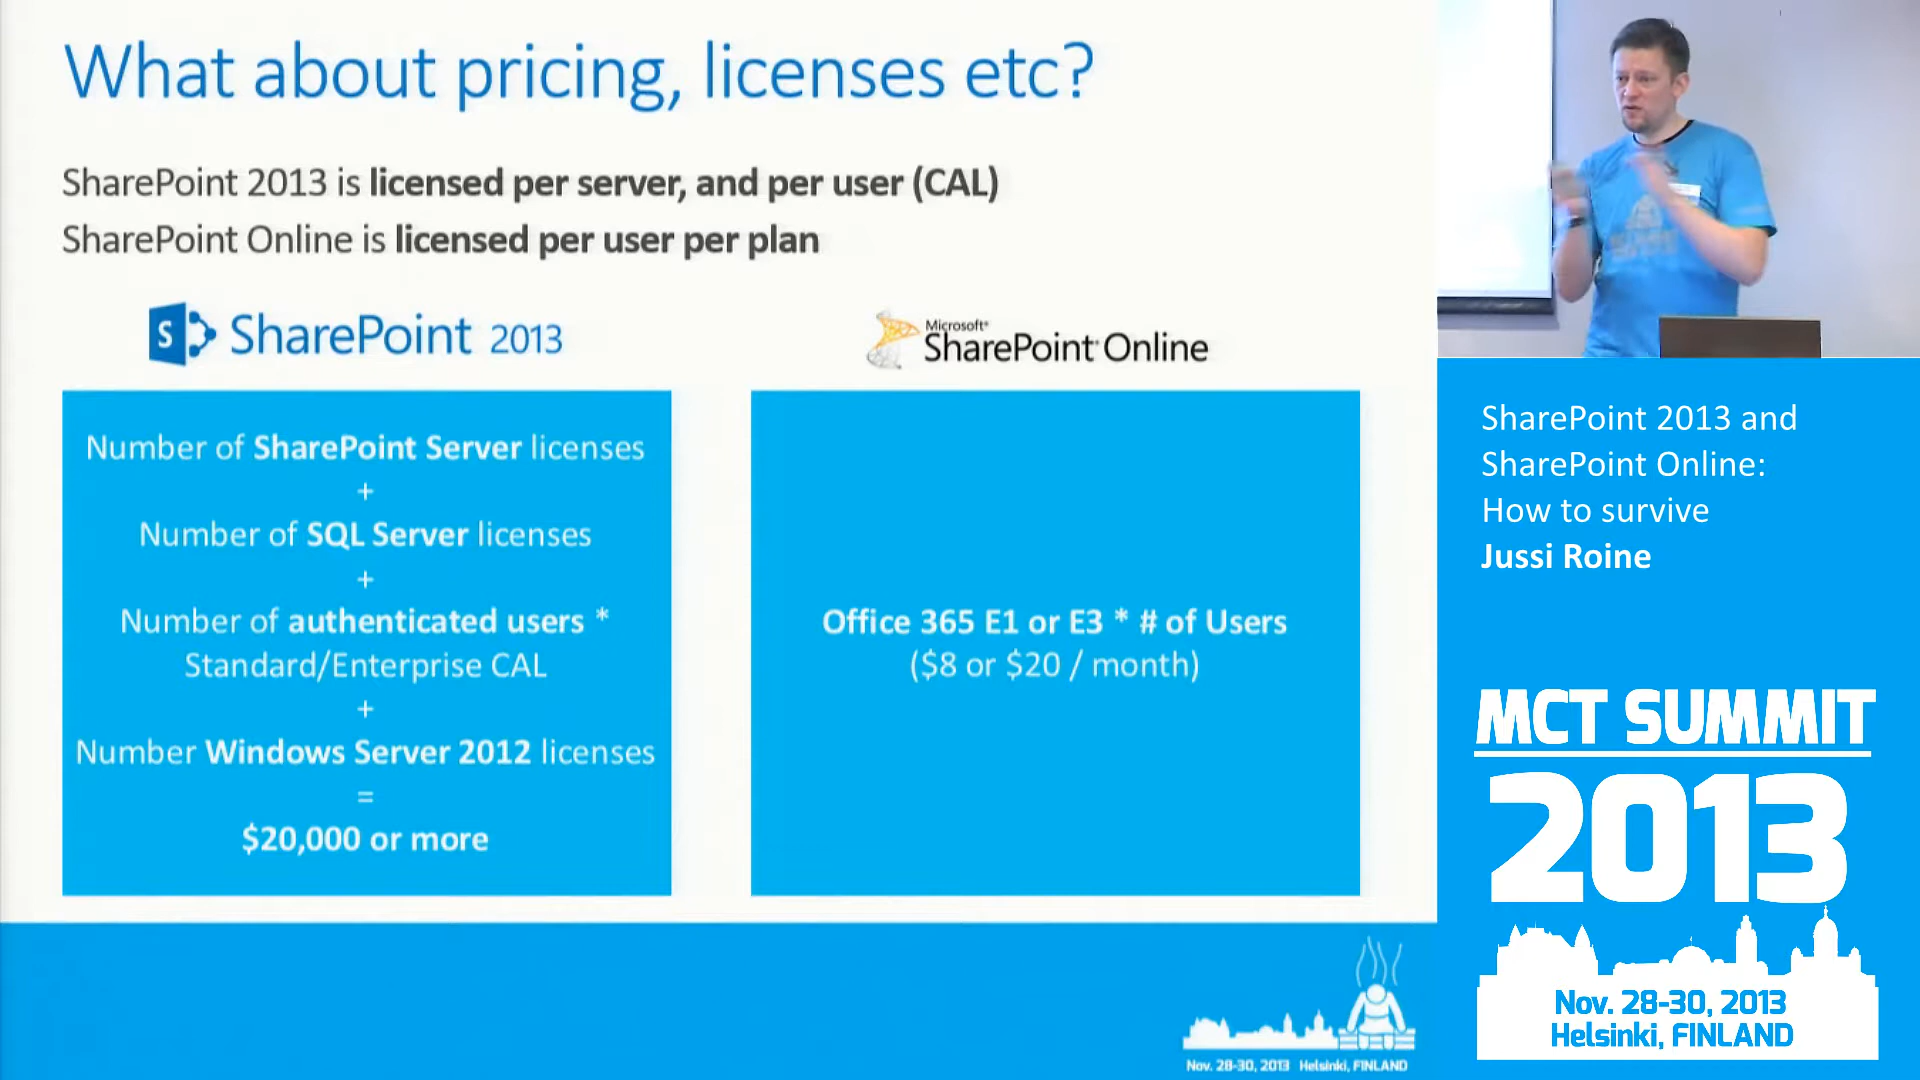 What about pricing, licenses etc?
SharePoint 2013 is licensed per server, and per user (CAL)
SharePoint Online is licensed per user per plan
S SharePoint 2013
Number of SharePoint Server licenses
+
Number of SQL Server licenses
+
Number of authenticated users *
Standard/Enterprise CAL
+
Number Windows Server 2012 licenses
=
$20,000 or more
Microsoft®
SharePoint Online
Office 365 E1 or E3 * # of Users
($8 or $20 / month)
Nov. 28-30, 2013 Helsinki, FINLAND
SharePoint 2013 and
SharePoint Online:
How to survive
Jussi Roine
MCT SUMMIT
2013
Nov. 28-30, 2013
Helsinki, FINLAND